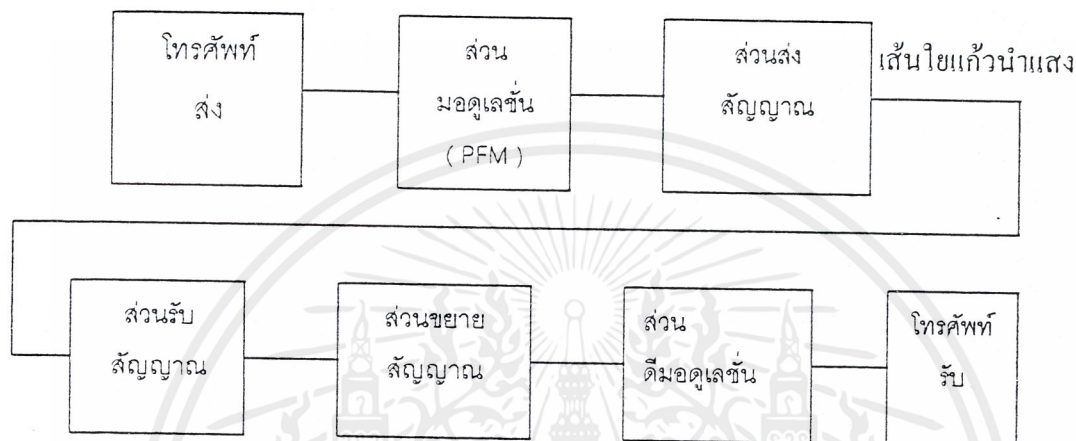 โทรศัพท์
ส่ง
ส่วน
มอดูเลชั่น
( PFM )
ส่วนส่ง
สัญญาณ
เส้นใยแก้วนำแสง
ส่วนรับ
สัญญาณ
ส่วนขยาย
สัญญาณ
ส่วน
ดีมอดูเลชั่น
โทรศัพท์
รับ